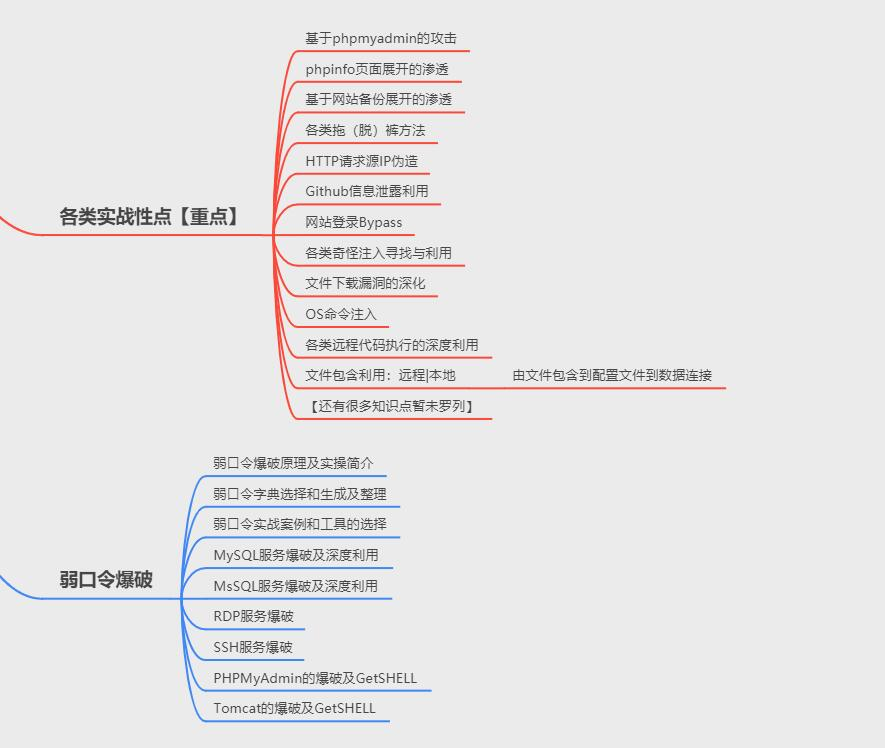 基于phpmyadmin的攻击
phpinfo页面展开的渗透
基于网站备份展开的渗透
各类拖（脱）裤方法
HTTP请求源IP伪造
Github信息泄露利用
各类实战性点【重点】
网站登录Bypass
各类奇怪注入寻找与利用
文件下载漏洞的深化
OS命令注入
各类远程代码执行的深度利用
文件包含利用：远程|本地 由文件包含到配置文件到数据连接
【还有很多知识点暂未罗列】
弱口令爆破原理及实操简介
弱口令字典选择和生成及整理
弱口令实战案例和工具的选择
MySQL服务爆破及深度利用
弱口令爆破
MsSQL服务爆破及深度利用
RDP服务爆破
SSH服务爆破
PHPMyAdmin的爆破及GetSHELL
Tomcat的爆破及GetSHELL